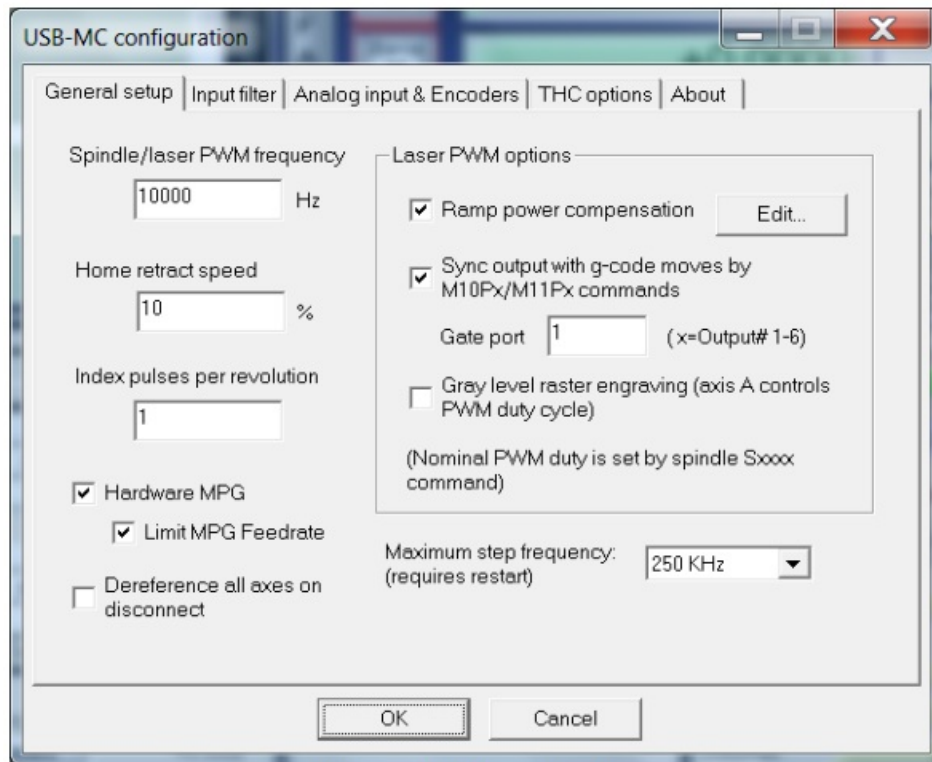 USB-MC configuration
General setup
Input filter
Analog input & Encoders
THC options
About
Spindle/laser PWM frequency
10000
Hz
Home retract speed
10
%
Index pulses per revolution
1
Hardware MPG
Limit MPG Feedrate
Dereference all axes on
disconnect
Laser PWM options
Ramp power compensation
Edit...
Sync output with g-code moves by
M10Px/M11Px commands
Gate port
1
( x=Output# 1-6)
Gray level raster engraving (axis A controls
PWM duty cycle)
(Nominal PWM duty is set by spindle Sxxxx
command)
Maximum step frequency:
(requires restart)
250 KHz
OK
Cancel